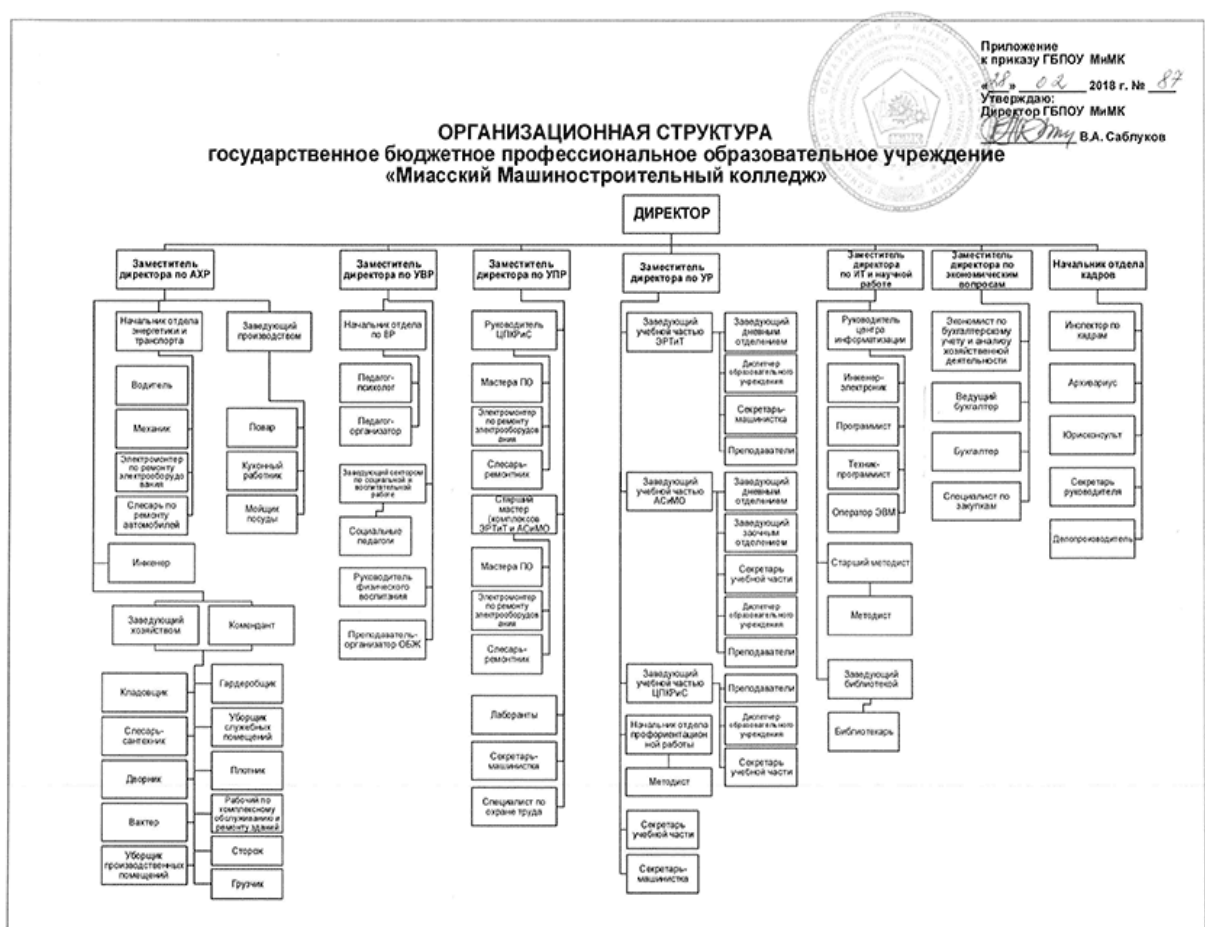 Приложение
к приказу ГБПОУ МиМК
«28» 02 2018 г. № 87
Утверждаю:
Директор ГБПОУ МиМК
В.А. Саблуков
ОРГАНИЗАЦИОННАЯ СТРУКТУРА
государственное бюджетное профессиональное образовательное учреждение
«Миасский Машиностроительный колледж»
ДИРЕКТОР
Заместитель
директора по АХР
Заместитель
директора по УВР
Заместитель
директора по УПР
Заместитель
директора по УР
Заместитель
директора
по ИТ и научной
работе
Заместитель
директора по
экономическим
вопросам
Начальник отдела
кадров
Начальник отдела
энергетики и
транспорта
Водитель
Механик
Электромонтер
по ремонту
электрооборудо
вания
Слесарь по
ремонту
автомобилей
Заведующий
производством
Повар
Кухонный
работник
Мойщик
посуды
Инженер
Заведующий
хозяйством
Комендант
Кладовщик
Слесарь-
сантехник
Дворник
Вахтер
Уборщик
производственных
помещений
Гардеробщик
Уборщик
служебных
помещений
Плотник
Рабочий по
комплексному
обслуживанию и
ремонту зданий
Сторож
Грузчик
Начальник отдела
по ВР
Педагог-
психолог
Педагог-
организатор
Заведующий сектором
по социальной и
воспитательной
работе
Социальные
педагоги
Руководитель
физического
воспитания
Преподаватель-
организатор ОБЖ
Руководитель
ЦПКРиС
Мастера ПО
Электромонтер
по ремонту
электрооборудов
ания
Слесарь-
ремонтник
Старший
мастер
(комплексов
ЭРТиТ и АСиМО
Мастера ПО
Электромонтер
по ремонту
электрооборудов
ания
Слесарь-
ремонтник
Лаборанты
Секретарь-
машинистка
Специалист по
охране труда
Заведующий
учебной частью
ЭРТиТ
Заведующий
дневным
отделением
Диспетчер
образовательного
учреждения
Секретарь-
машинистка
Преподаватели
Заведующий
учебной частью
АСиМО
Заведующий
дневным
отделением
Заведующий
заочным
отделением
Секретарь
учебной части
Диспетчер
образовательного
учреждения
Преподаватели
Заведующий
учебной частью
ЦПКРиС
Преподаватели
Диспетчер
образовательного
учреждения
Секретарь
учебной части
Начальник отдела
профориентацион
ной работы
Методист
Секретарь
учебной части
Секретарь-
машинистка
Руководитель
центра
информатизации
Инженер-
электроник
Программист
Техник-
программист
Оператор ЭВМ
Старший методист
Методист
Заведующий
библиотекой
Библиотекарь
Экономист по
бухгалтерскому
учету и анализу
хозяйственной
деятельности
Ведущий
бухгалтер
Бухгалтер
Специалист по
закупкам
Инспектор по
кадрам
Архивариус
Юрисконсульт
Секретарь
руководителя
Делопроизводитель